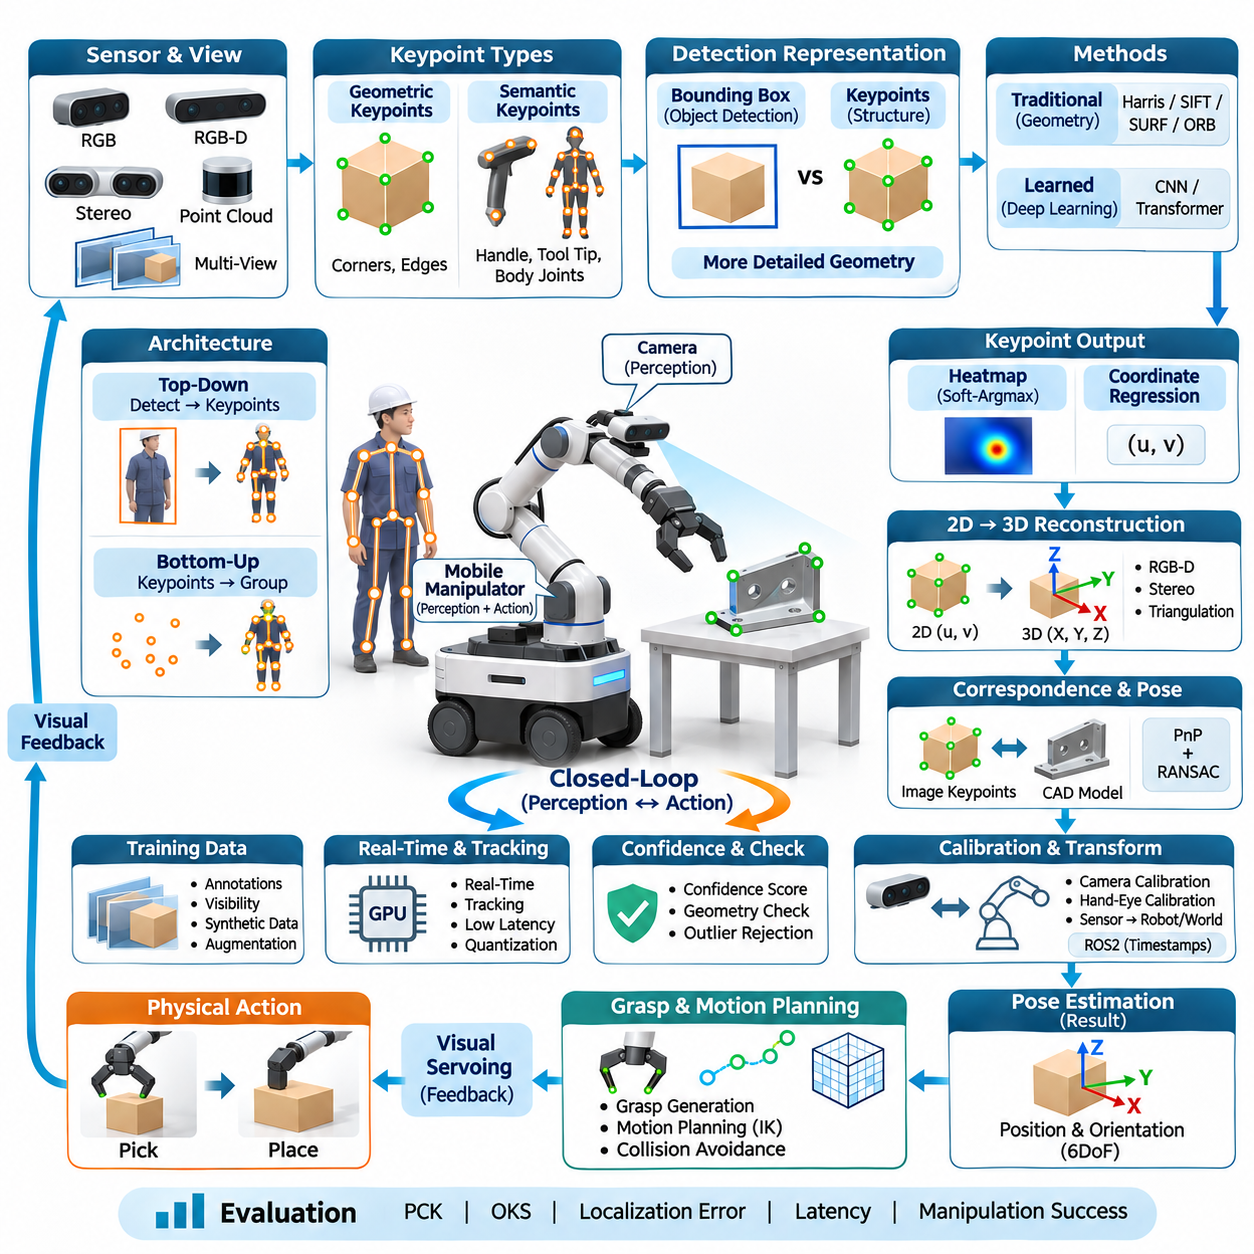 Sensor & View
RGB
RGB-D
Stereo
Point Cloud
Multi-View
Keypoint Types
Geometric
Keypoints
Corners, Edges
Semantic
Keypoints
Handle, Tool Tip,
Body Joints
Detection Representation
Bounding Box
(Object Detection)
VS
Keypoints
(Structure)
More Detailed Geometry
Methods
Traditional
(Geometry)
Harris / SIFT /
SURF / ORB
Learned
(Deep Learning)
CNN /
Transformer
Architecture
Top-Down
Detect → Keypoints
Bottom-Up
Keypoints → Group
Camera
(Perception)
Mobile
Manipulator
(Perception + Action)
Closed-Loop
(Perception ↔ Action)
Keypoint Output
Heatmap
(Soft-Argmax)
Coordinate
Regression
(u, v)
2D → 3D Reconstruction
2D (u, v)
Z
Y
X
3D (X, Y, Z)
• RGB-D
• Stereo
• Triangulation
Correspondence & Pose
Image Keypoints
CAD Model
PnP
+
RANSAC
Visual
Feedback
Training Data
• Annotations
• Visibility
• Synthetic Data
• Augmentation
Real-Time & Tracking
GPU
• Real-Time
• Tracking
• Low Latency
• Quantization
Confidence & Check
• Confidence Score
• Geometry Check
• Outlier Rejection
Calibration & Transform
• Camera Calibration
• Hand-Eye Calibration
• Sensor → Robot/World
ROS2 (Timestamps)
Physical Action
Pick
Place
Visual
Servoing
(Feedback)
Grasp & Motion Planning
• Grasp Generation
• Motion Planning (IK)
• Collision Avoidance
Pose Estimation
(Result)
Z
Y
X
Position & Orientation
(6DoF)
Evaluation
PCK | OKS | Localization Error | Latency | Manipulation Success